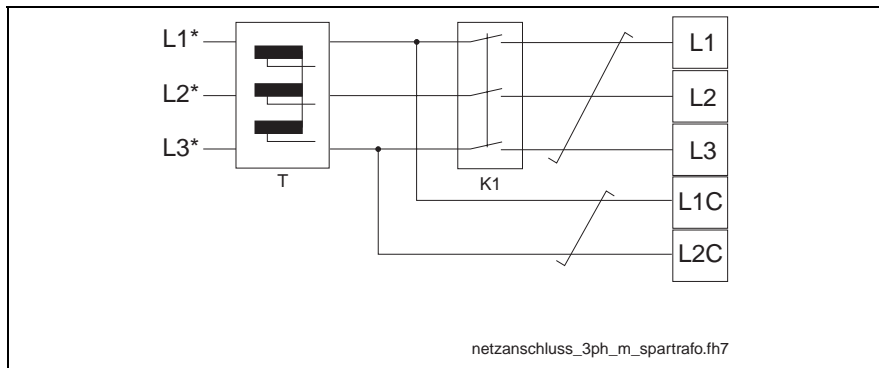 L1*
L1
L2*
L2
L3*
L3
T
K1
L1C
L2C
netzanschluss_3ph_m_spartrafo.fh7